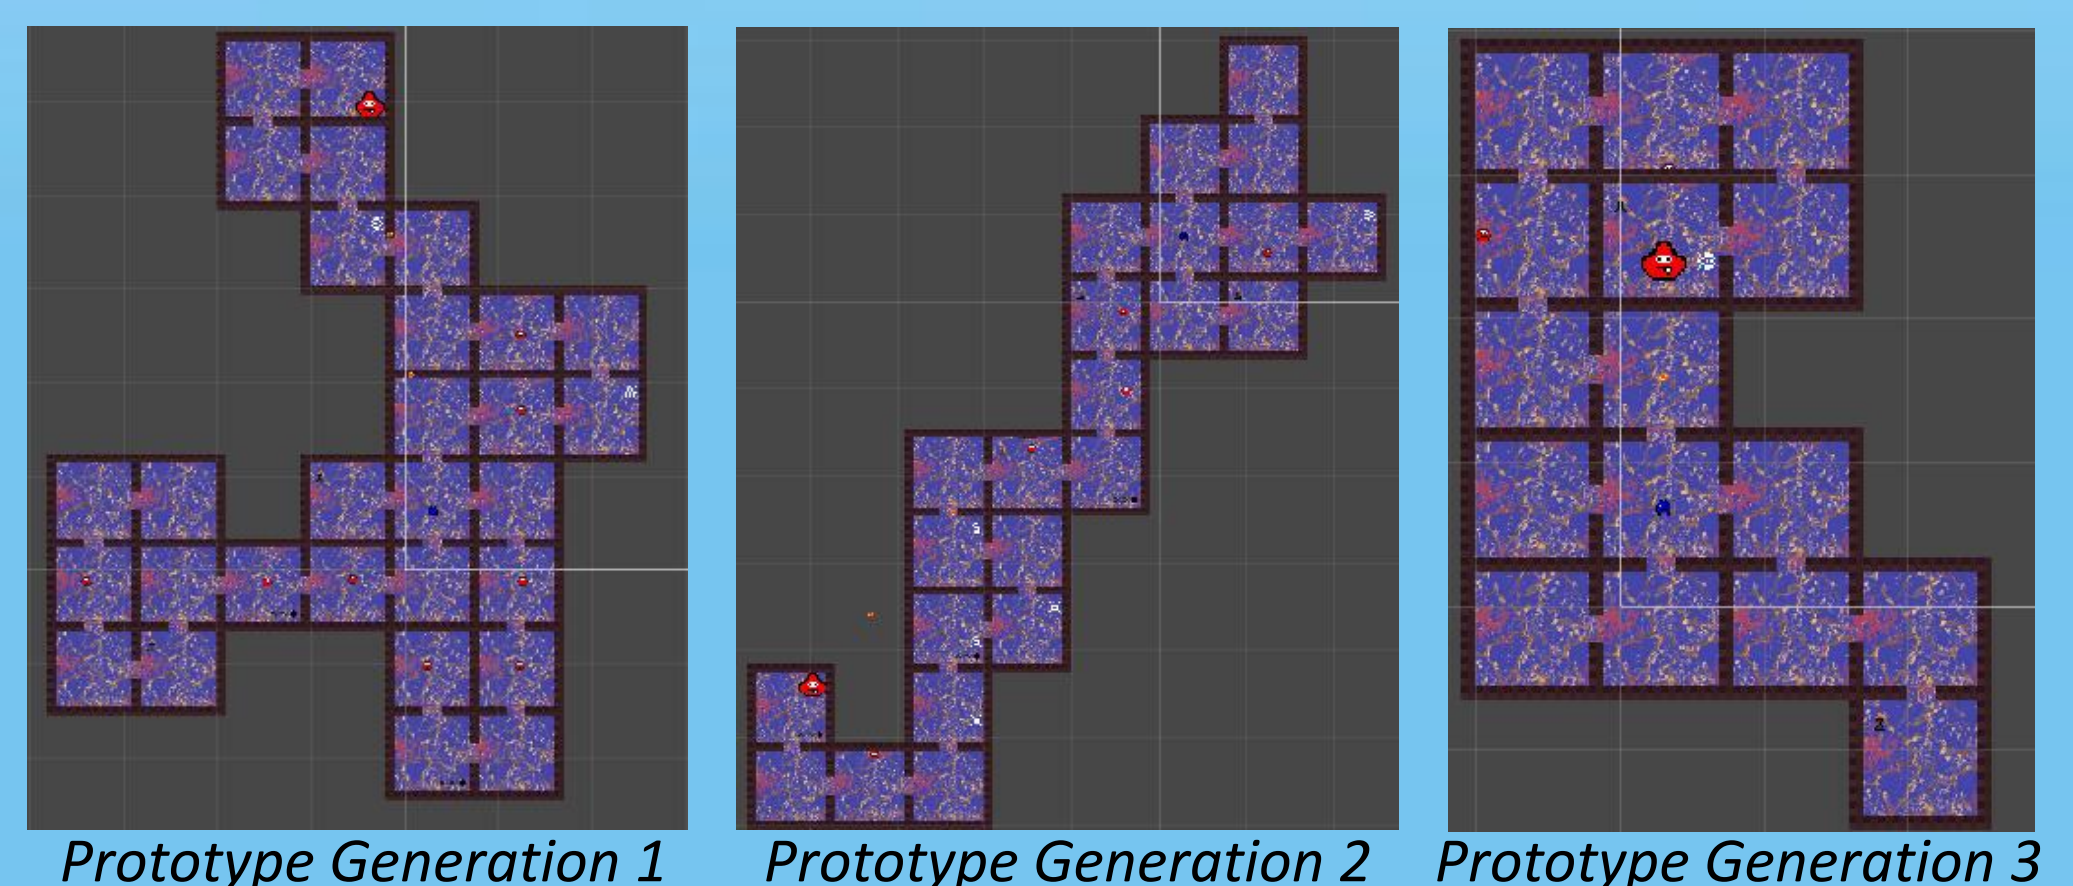 Prototype Generation 1
Prototype Generation 2
Prototype Generation 3